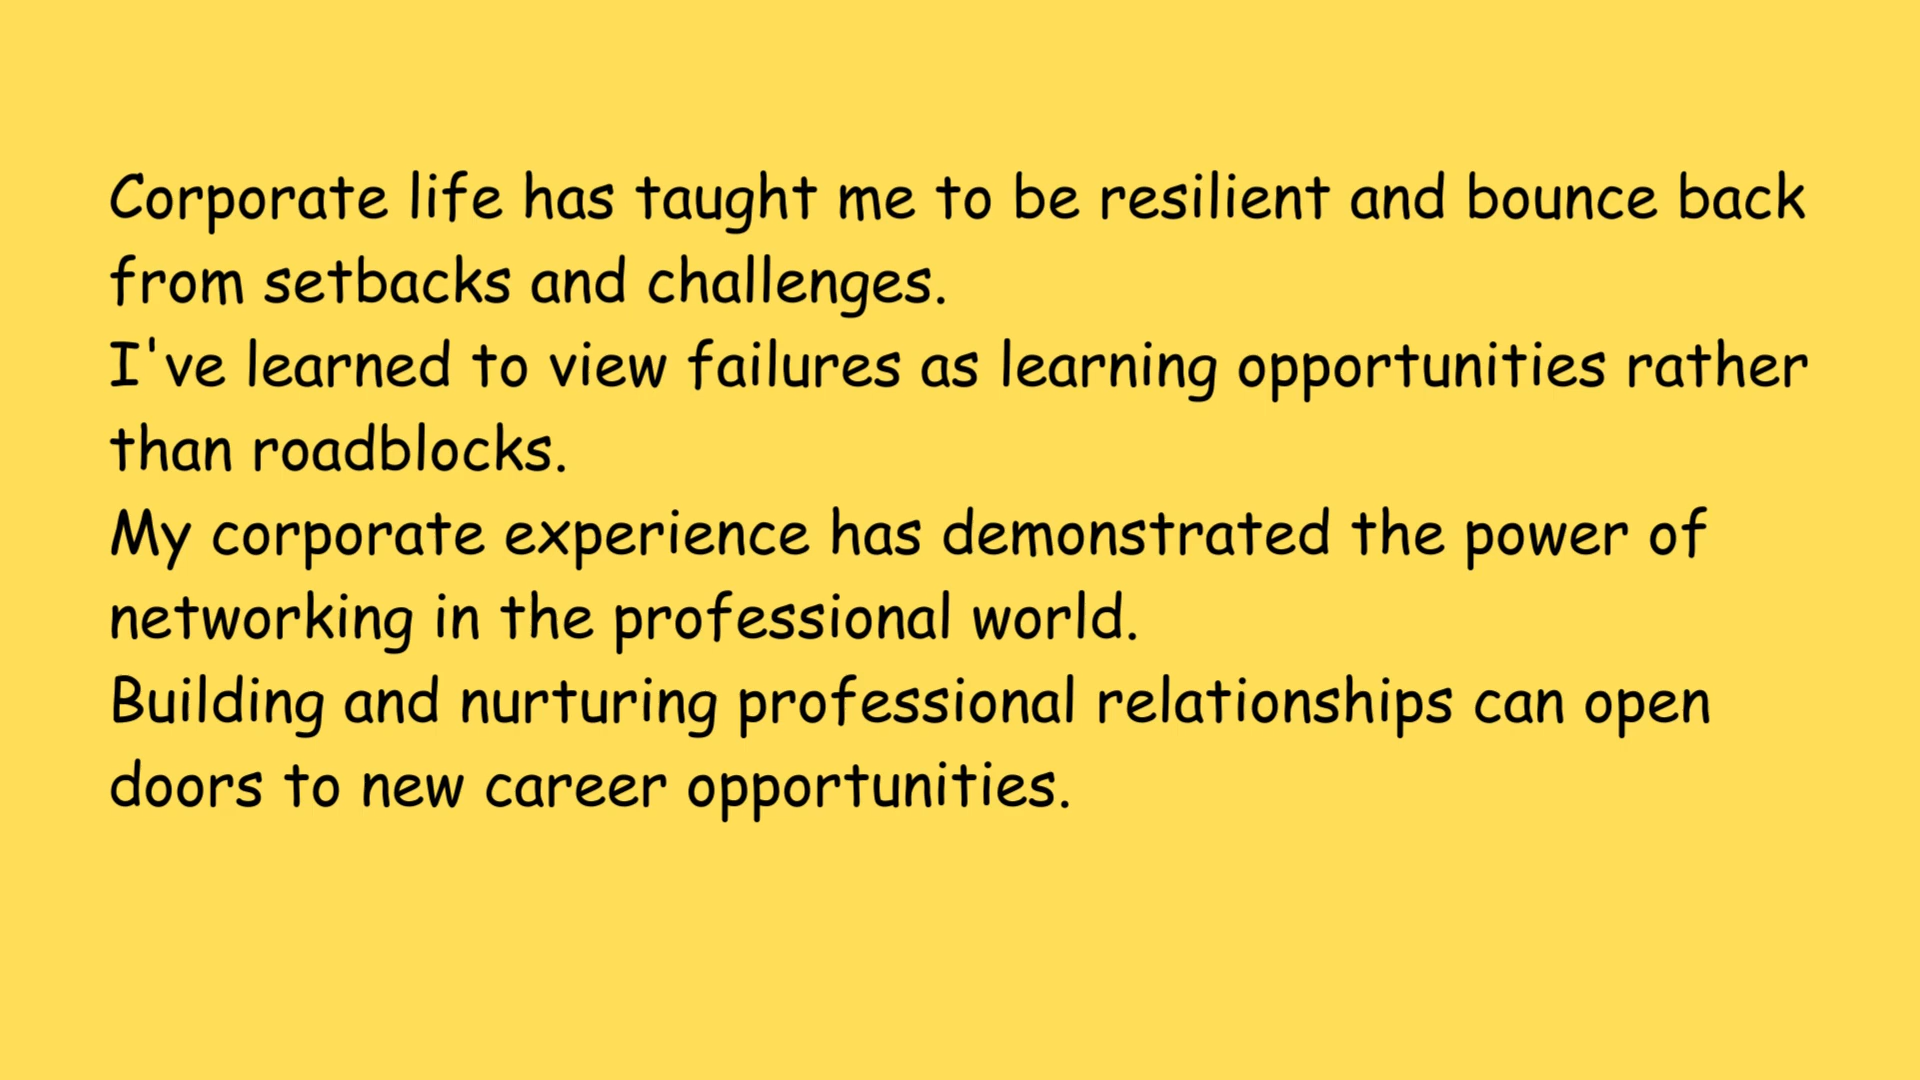 Corporate life has taught me to be resilient and bounce back
from setbacks and challenges.
I've learned to view failures as learning opportunities rather
than roadblocks.
My corporate experience has demonstrated the power of
networking in the professional world.
Building and nurturing professional relationships can open
doors to new career opportunities.